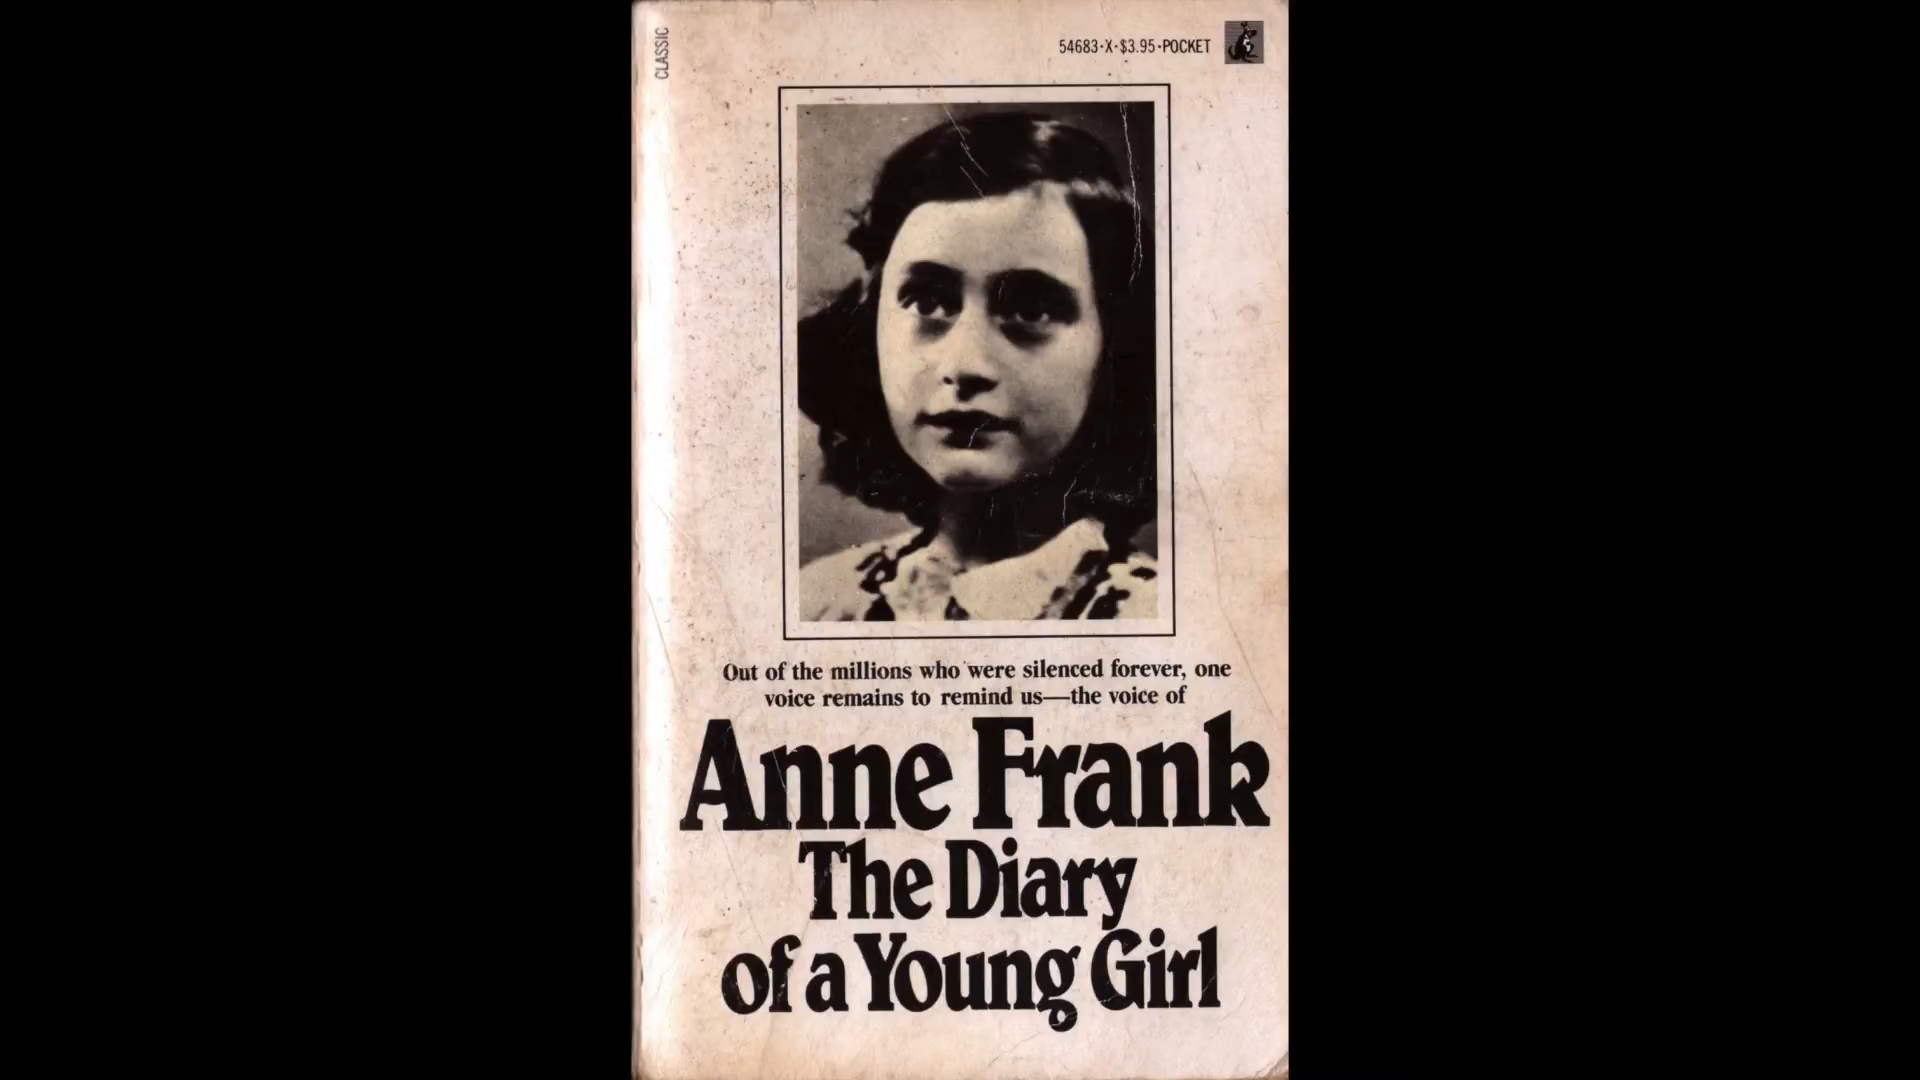 CLASSIC
54683·X·$3.95·POCKET
Out of the millions who were silenced forever, one
voice remains to remind us—the voice of
Anne Frank
The Diary
of a Young Girl